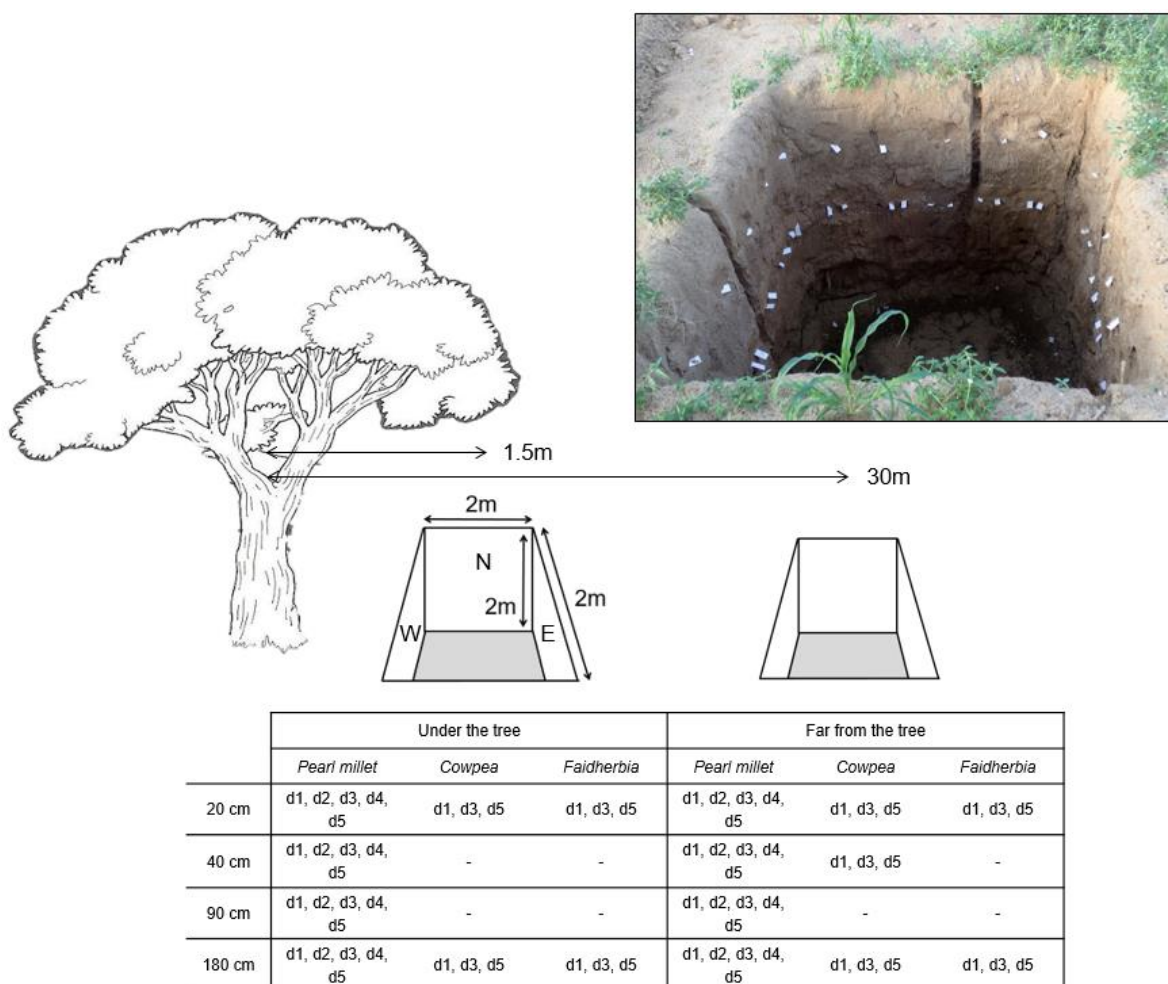 1.5m
30m
2m
N
2m
2m
W
E
Under the tree
Far from the tree
Pearl millet
Cowpea
Faidherbia
Pearl millet
Cowpea
Faidherbia
20 cm
d1, d2, d3, d4,
d5
d1, d3, d5
d1, d3, d5
d1, d2, d3, d4,
d5
d1, d3, d5
d1, d3, d5
40 cm
d1, d2, d3, d4,
d5
-
-
d1, d2, d3, d4,
d5
d1, d3, d5
-
90 cm
d1, d2, d3, d4,
d5
-
-
d1, d2, d3, d4,
d5
-
-
180 cm
d1, d2, d3, d4,
d5
d1, d3, d5
d1, d3, d5
d1, d2, d3, d4,
d5
d1, d3, d5
d1, d3, d5